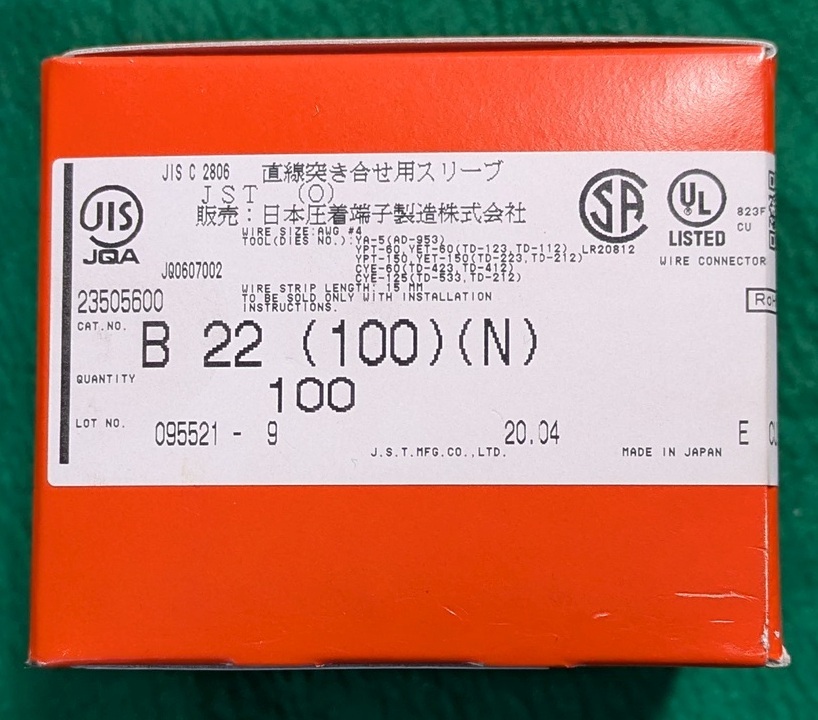 JIS C 2806 直線突き合せ用スリーブ
JST (O)
販売：日本圧着端子製造株式会社
JIS
JQA
JQ0607002
SA
UL
®
LISTED
823F
CU
LR20812
WIRE CONNECTOR
WIRE SIZE:AWG #4
TOOL(DIES NO.):YA-5(AD-953)
YPT-60,YET-60(TD-123,TD-112)
YPT-150,YET-150(TD-223,TD-212)
CYE-60(TD-423,TD-412)
CYE-125(TD-533,TD-212)
WIRE STRIP LENGTH: 15 MM
TO BE SOLD ONLY WITH INSTALLATION
INSTRUCTIONS.
23505600
CAT.NO. B 22 (100)(N)
QUANTITY 100
LOT NO. 095521 - 9 20.04 E
J.S.T.MFG.CO.,LTD. MADE IN JAPAN